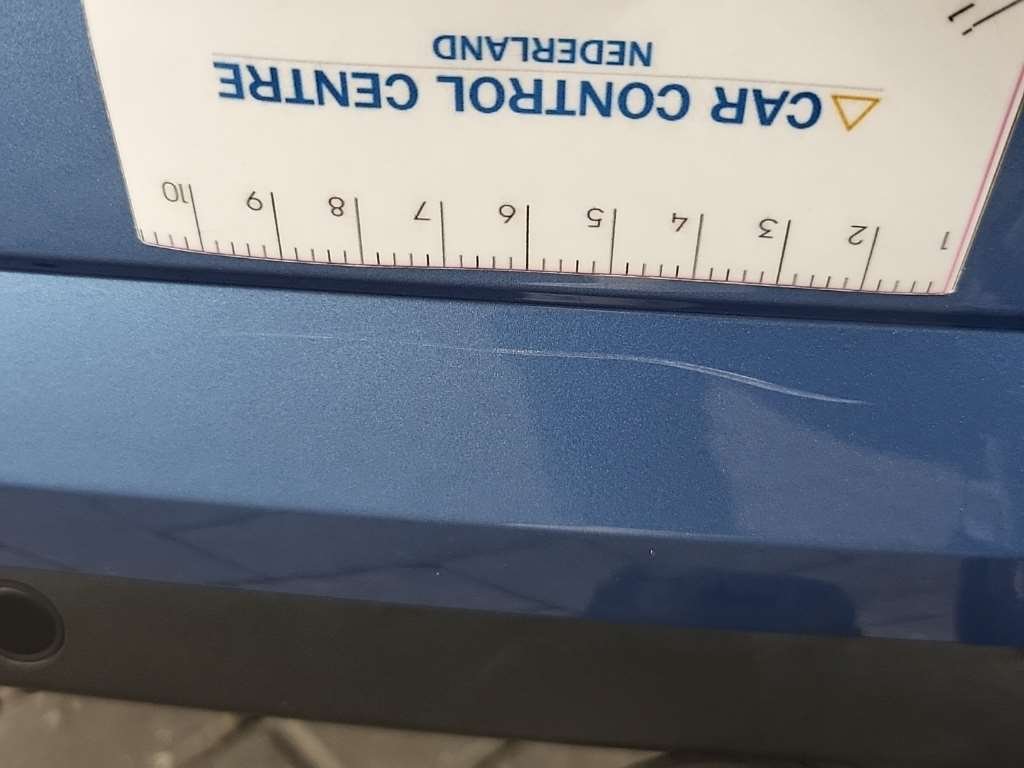 CAR CONTROL CENTRE
NEDERLAND
1 2 3 4 5 6 7 8 9 10